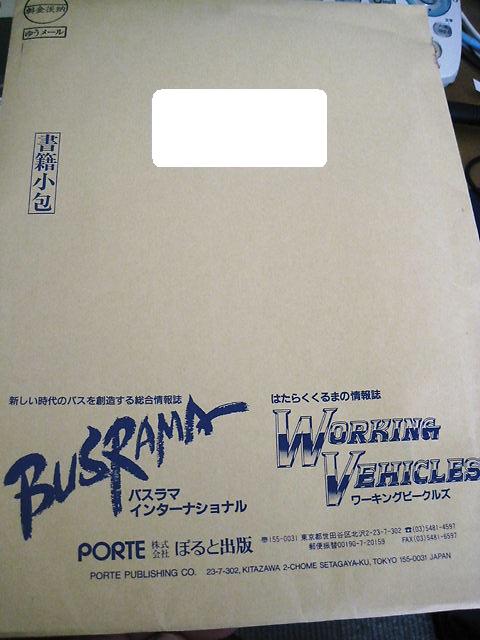 料金後納
ゆうメール
書籍小包
新しい時代のバスを創造する総合情報誌
BUSRAMA
バスラマ
インターナショナル
はたらくくるまの情報誌
WORKING
VEHICLES
ワーキングビークルズ
PORTE 株式会社 ぽると出版
〒155-0031 東京都世田谷区北沢2-23-7-302 ☎(03)5481-4597
郵便振替00190-7-20159 FAX(03)5481-6597
PORTE PUBLISHING CO. 23-7-302, KITAZAWA 2-CHOME SETAGAYA-KU, TOKYO 155-0031 JAPAN